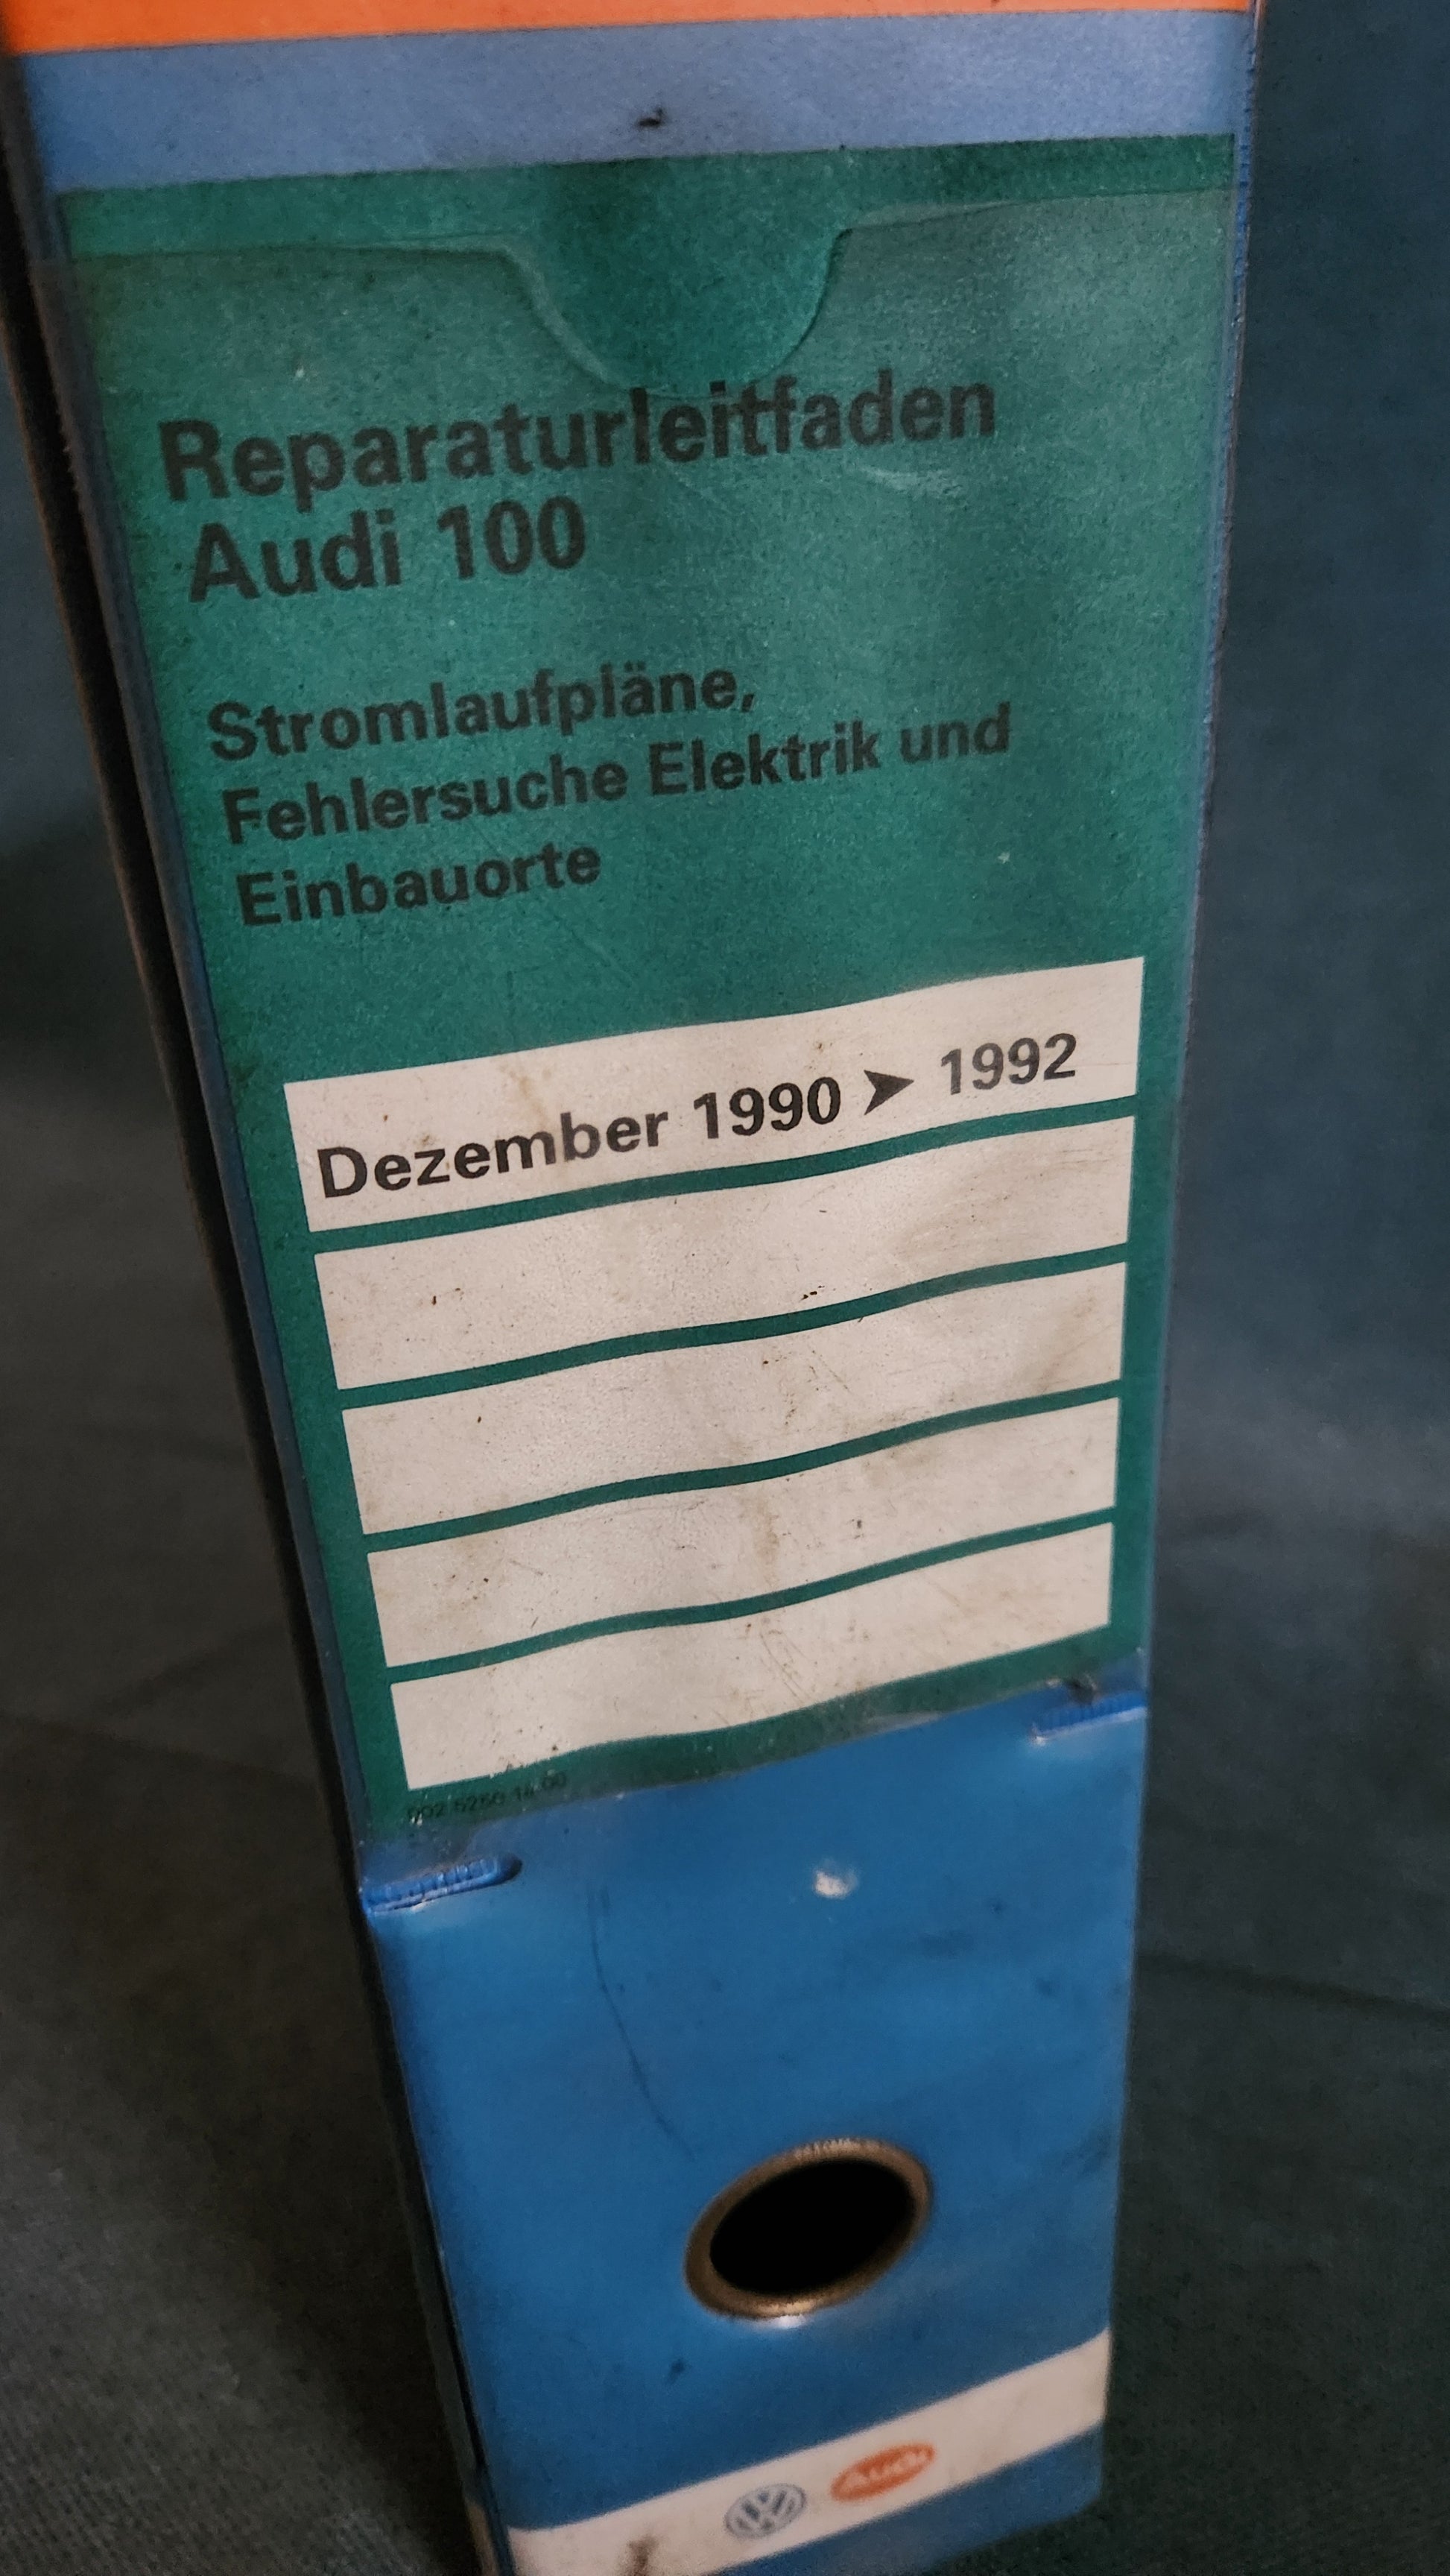 Reparaturleitfaden
Audi 100
Stromlaufpläne,
Fehlersuche Elektrik und
Einbauorte
Dezember 1990 ➤ 1992
Audi